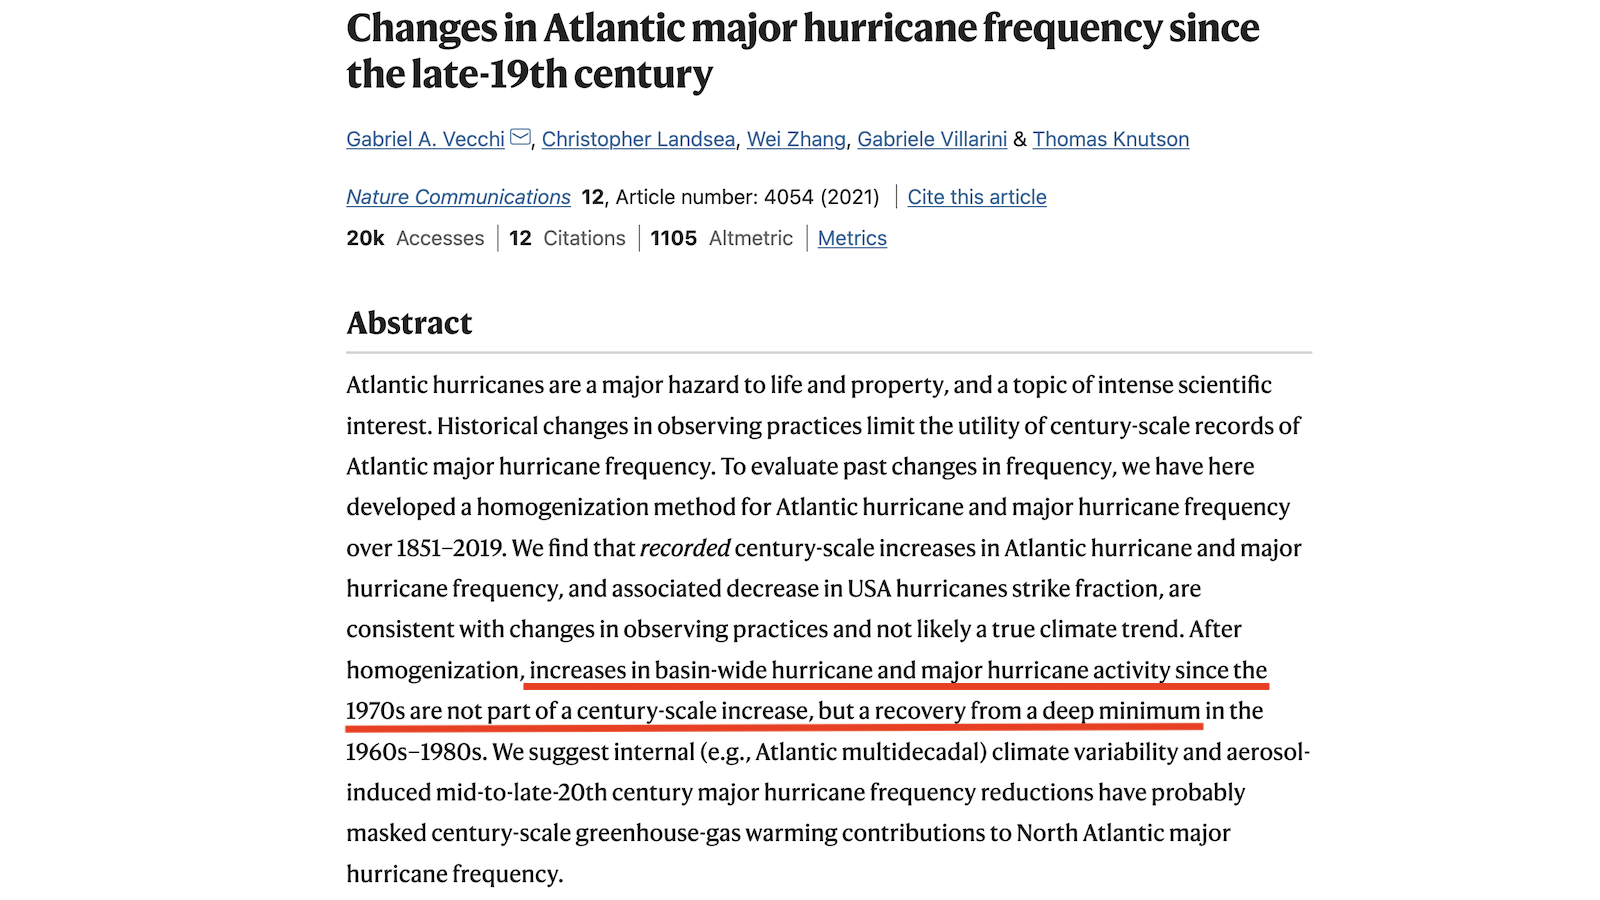 Changes in Atlantic major hurricane frequency since
the late-19th century
Gabriel A. Vecchi, Christopher Landsea, Wei Zhang, Gabriele Villarini & Thomas Knutson
Nature Communications 12, Article number: 4054 (2021) | Cite this article
20k Accesses | 12 Citations | 1105 Altmetric | Metrics
Abstract
Atlantic hurricanes are a major hazard to life and property, and a topic of intense scientific
interest. Historical changes in observing practices limit the utility of century-scale records of
Atlantic major hurricane frequency. To evaluate past changes in frequency, we have here
developed a homogenization method for Atlantic hurricane and major hurricane frequency
over 1851–2019. We find that recorded century-scale increases in Atlantic hurricane and major
hurricane frequency, and associated decrease in USA hurricanes strike fraction, are
consistent with changes in observing practices and not likely a true climate trend. After
homogenization, increases in basin-wide hurricane and major hurricane activity since the
1970s are not part of a century-scale increase, but a recovery from a deep minimum in the
1960s–1980s. We suggest internal (e.g., Atlantic multidecadal) climate variability and aerosol-
induced mid-to-late-20th century major hurricane frequency reductions have probably
masked century-scale greenhouse-gas warming contributions to North Atlantic major
hurricane frequency.